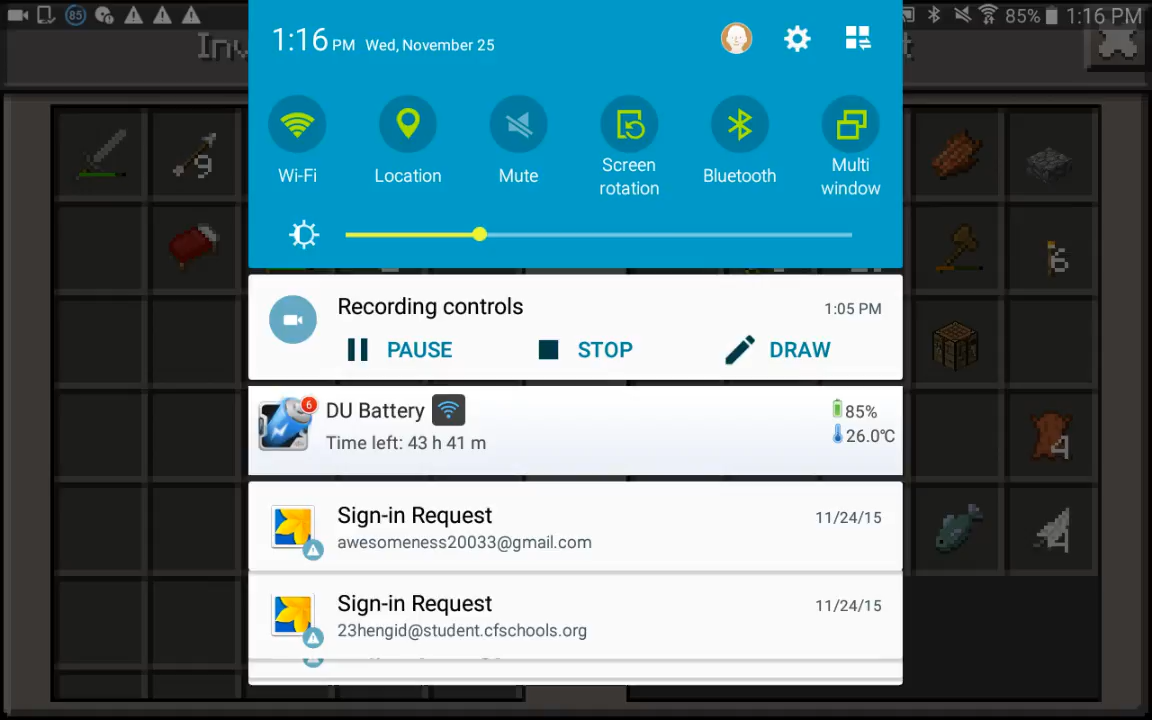 85 85% 1:16 PM
Inv t
1:16 PM Wed, November 25
Wi-Fi Location Mute Screen rotation Bluetooth Multi window
9
6
Recording controls 1:05 PM
PAUSE STOP DRAW
6
DU Battery 85%
Time left: 43 h 41 m 26.0℃
4
Sign-in Request 11/24/15
awesomeness20033@gmail.com
4
Sign-in Request 11/24/15
23hengid@student.cfschools.org